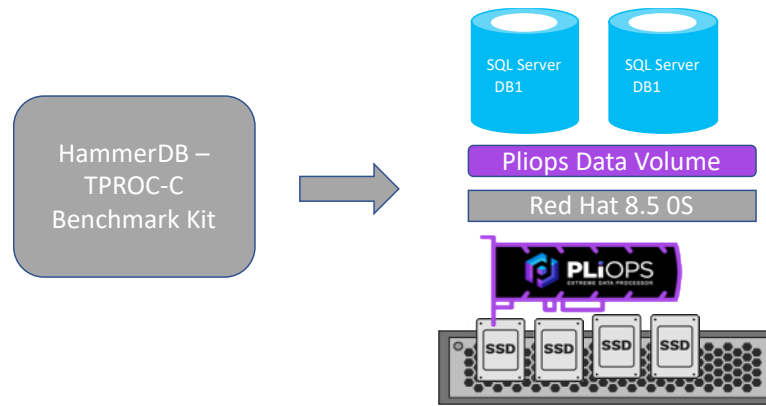 HammerDB –
TPROC-C
Benchmark Kit
SQL Server
DB1
SQL Server
DB1
Pliops Data Volume
Red Hat 8.5 0S
PLiOPS
EXTREME DATA PROCESSOR
SSD
SSD
SSD
SSD